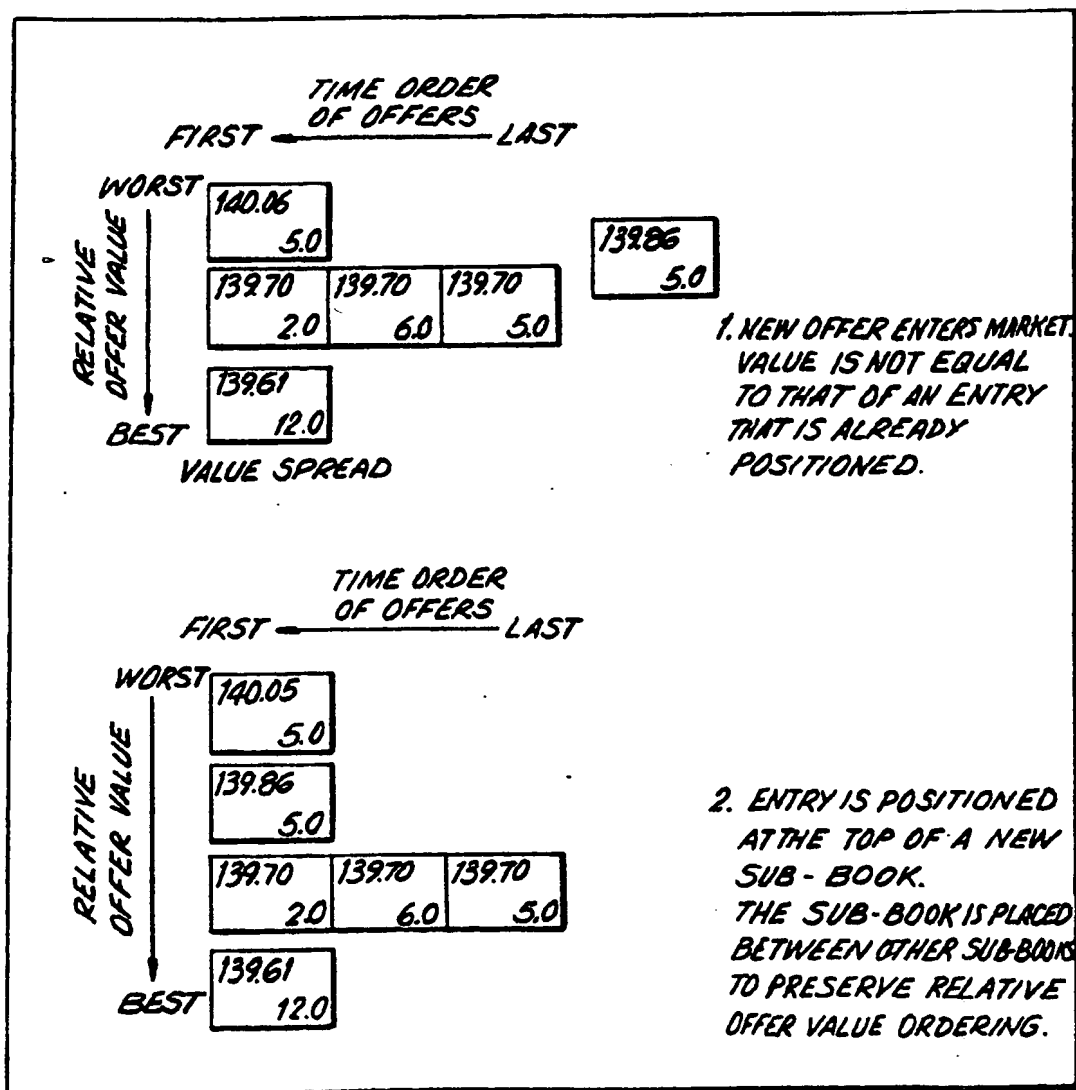 TIME ORDER
OF OFFERS
FIRST LAST
WORST
RELATIVE
OFFER VALUE
BEST
140.06
5.0
139.70 139.70 139.70
2.0 6.0 5.0
139.61
12.0
VALUE SPREAD
139.86
5.0
1. NEW OFFER ENTERS MARKET.
VALUE IS NOT EQUAL
TO THAT OF AN ENTRY
THAT IS ALREADY
POSITIONED.
TIME ORDER
OF OFFERS
FIRST LAST
WORST
RELATIVE
OFFER VALUE
BEST
140.05
5.0
139.86
5.0
139.70 139.70 139.70
2.0 6.0 5.0
139.61
12.0
2. ENTRY IS POSITIONED
AT THE TOP OF A NEW
SUB-BOOK.
THE SUB-BOOK IS PLACED
BETWEEN OTHER SUB-BOOKS
TO PRESERVE RELATIVE
OFFER VALUE ORDERING.